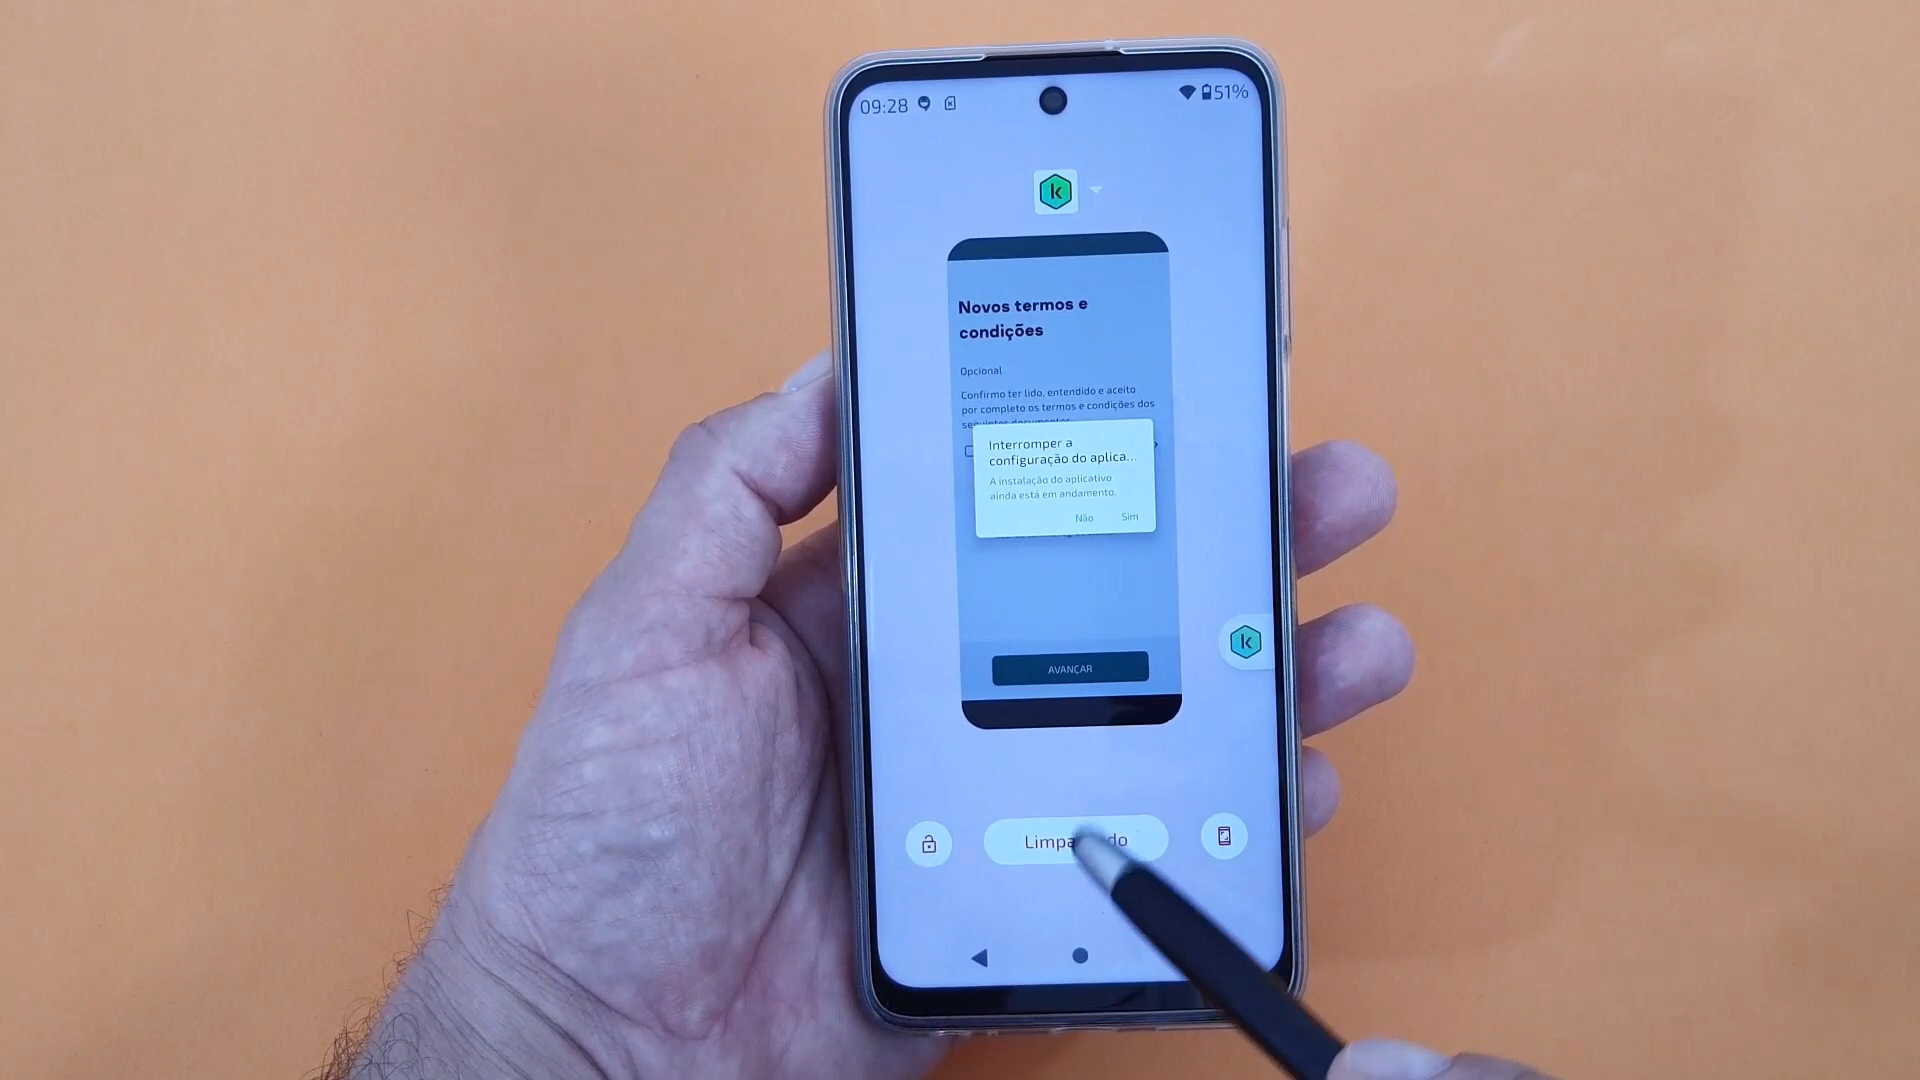 09:28
51%
Novos termos e
condições
Opcional
Confirmo ter lido, entendido e aceito
por completo os termos e condições dos
Interromper a
configuração do aplica...
A instalação do aplicativo
ainda está em andamento.
Não Sim
AVANÇAR
Limpa do